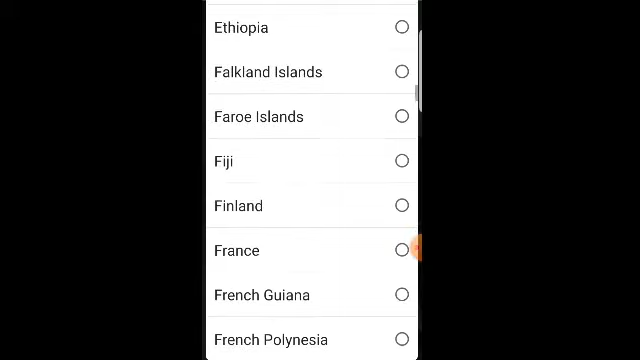 Ethiopia
Falkland Islands
Faroe Islands
Fiji
Finland
France
French Guiana
French Polynesia